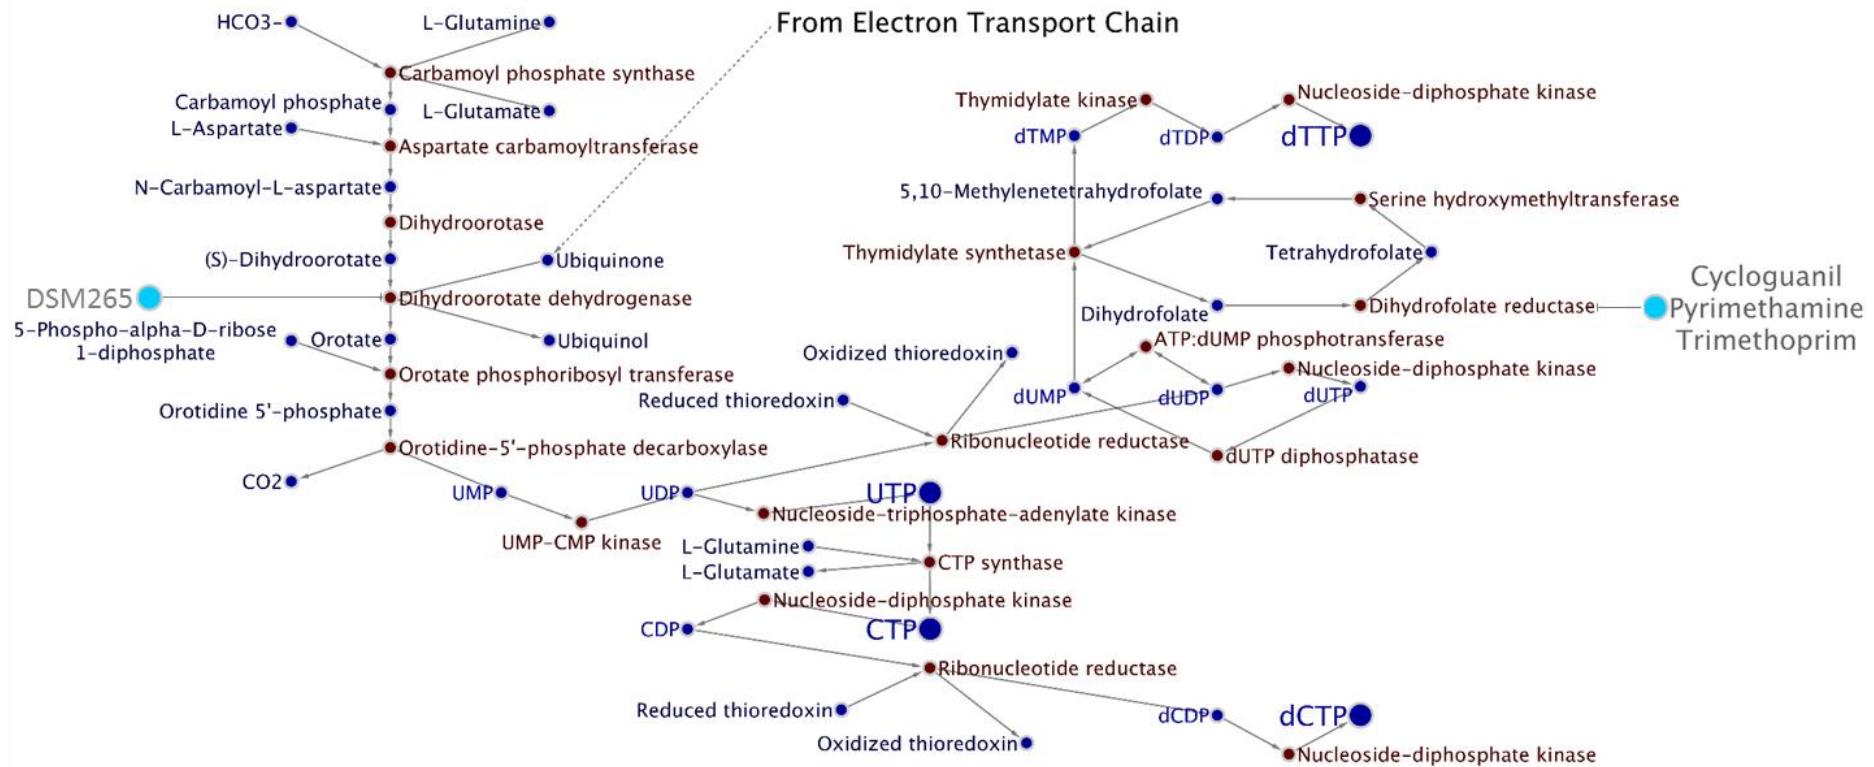 HCO3-
L-Glutamine
From Electron Transport Chain
Carbamoyl phosphate synthase
Carbamoyl phosphate
L-Glutamate
L-Aspartate
Aspartate carbamoyltransferase
N-Carbamoyl-L-aspartate
Dihydroorotase
(S)-Dihydroorotate
Ubiquinone
DSM265
Dihydroorotate dehydrogenase
5-Phospho-alpha-D-ribose
1-diphosphate
Orotate
Ubiquinol
Orotate phosphoribosyl transferase
Orotidine 5'-phosphate
Orotidine-5'-phosphate decarboxylase
CO2
UMP
UMP-CMP kinase
UDP
Thymidylate kinase
Nucleoside-diphosphate kinase
dTMP
dTDP
dTTP
5,10-Methylenetetrahydrofolate
Serine hydroxymethyltransferase
Thymidylate synthetase
Tetrahydrofolate
Dihydrofolate
Dihydrofolate reductase
Cycloguanil
Pyrimethamine
Trimethoprim
ATP:dUMP phosphotransferase
Oxidized thioredoxin
Nucleoside-diphosphate kinase
dUMP
dUDP
dUTP
Reduced thioredoxin
Ribonucleotide reductase
dUTP diphosphatase
UTP
Nucleoside-triphosphate-adenylate kinase
L-Glutamine
CTP synthase
L-Glutamate
Nucleoside-diphosphate kinase
CDP
CTP
Ribonucleotide reductase
Reduced thioredoxin
Oxidized thioredoxin
dCDP
dCTP
Nucleoside-diphosphate kinase